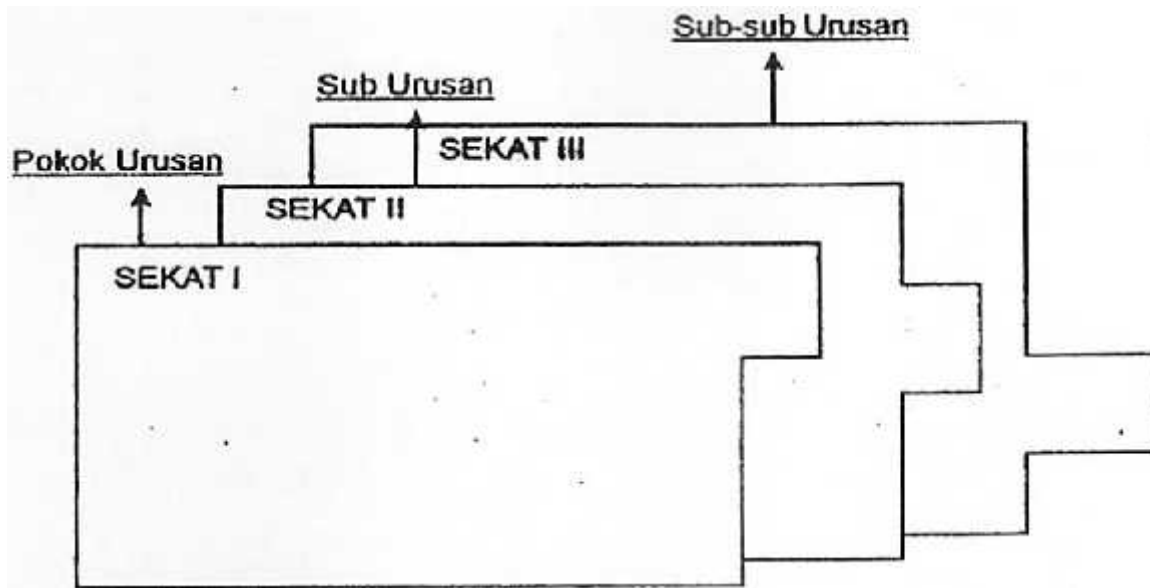 Sub-sub Urusan
Sub Urusan
SEKAT III
Pokok Urusan
SEKAT II
SEKAT I